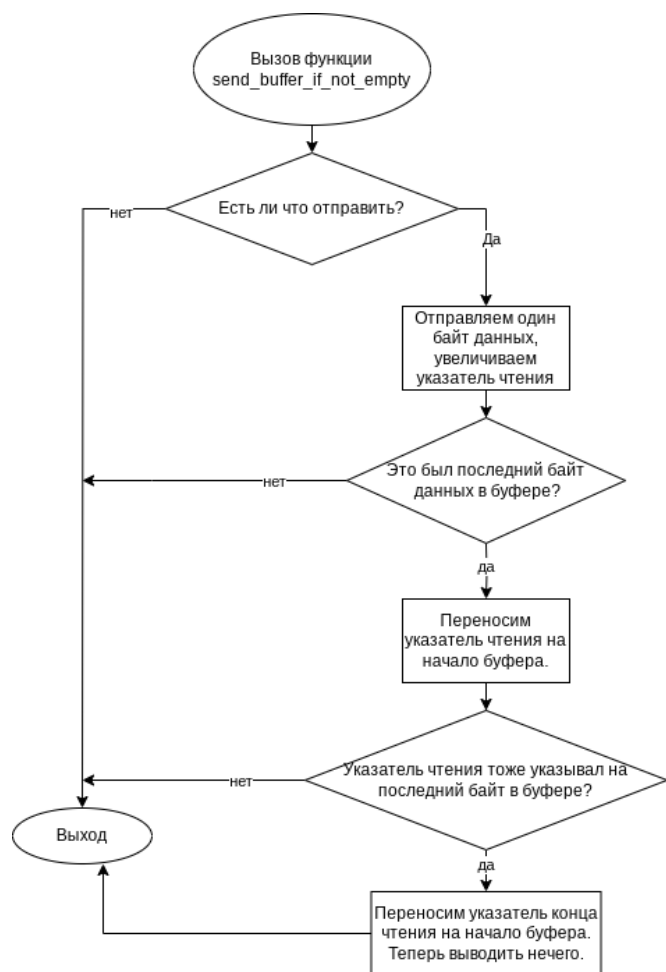 Вызов функции
send_buffer_if_not_empty
Есть ли что отправить?
нет
Да
Отправляем один
байт данных,
увеличиваем
указатель чтения
Это был последний байт
данных в буфере?
нет
да
Переносим
указатель чтения на
начало буфера.
Указатель чтения тоже указывал на
последний байт в буфере?
нет
Выход
да
Переносим указатель конца
чтения на начало буфера.
Теперь выводить нечего.